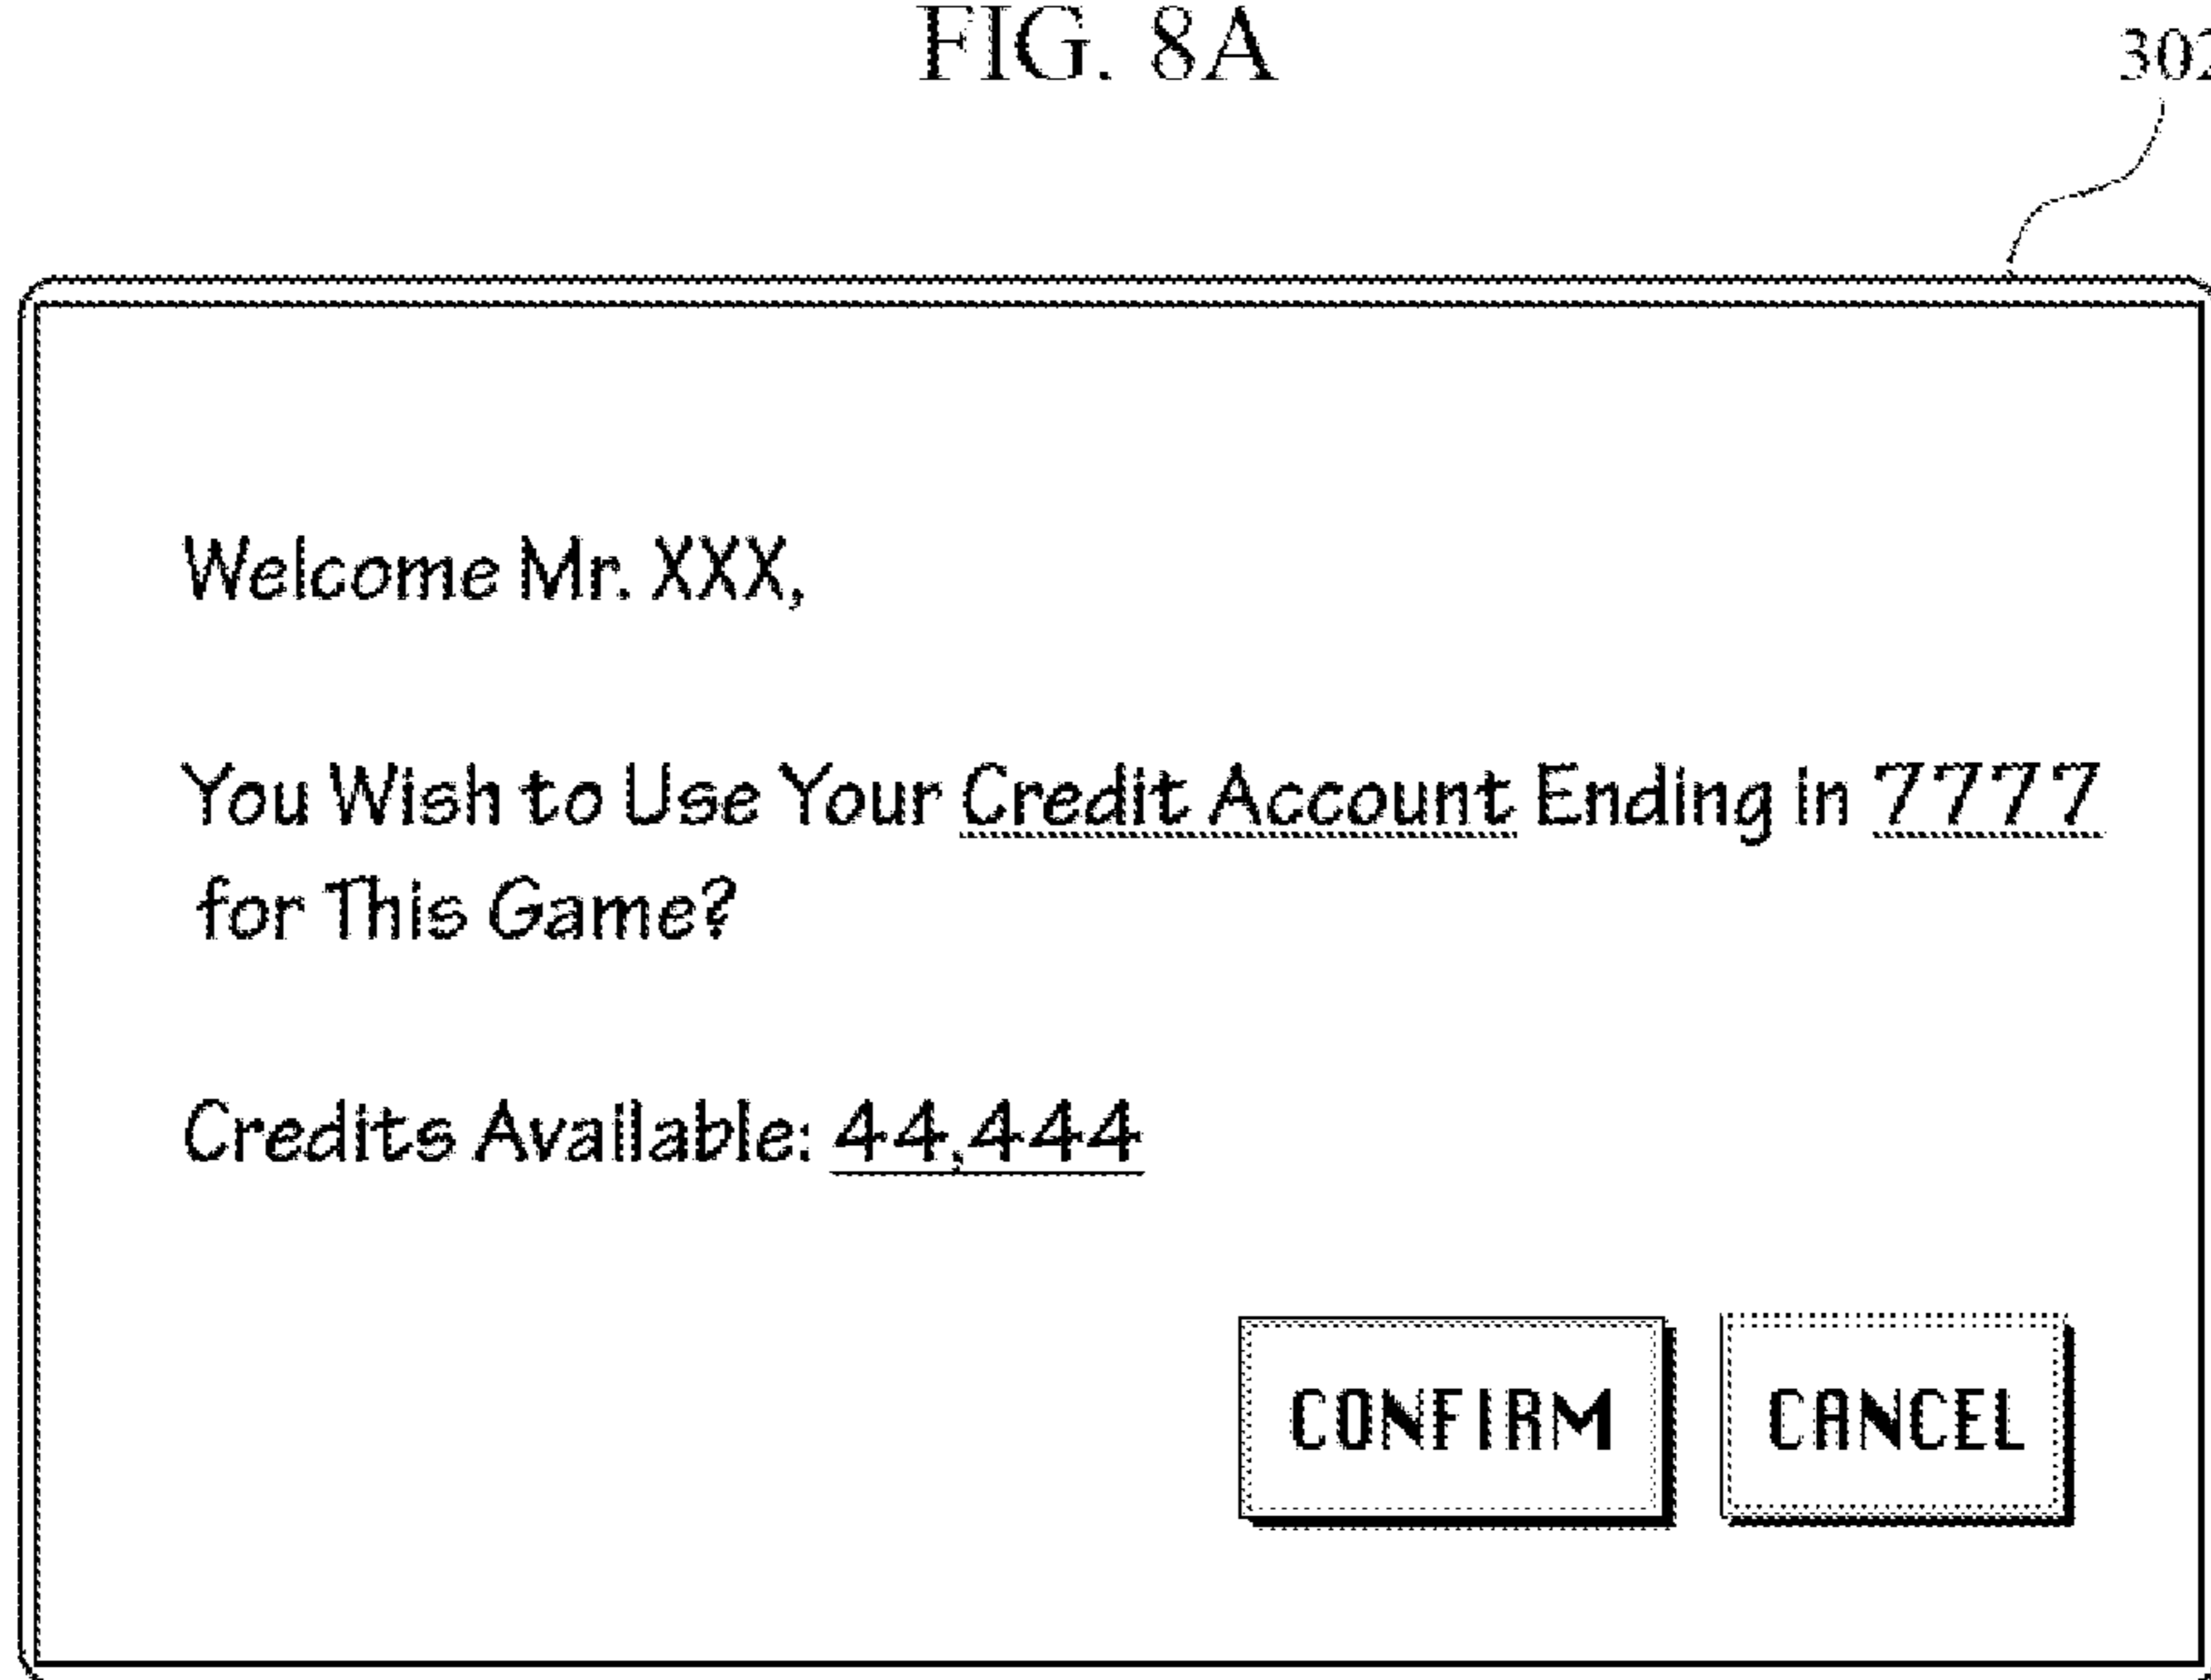 FIG. 8A
302
Welcome Mr. XXX,
You Wish to Use Your Credit Account Ending in 7777
for This Game?
Credits Available: 44,444
CONFIRM CANCEL